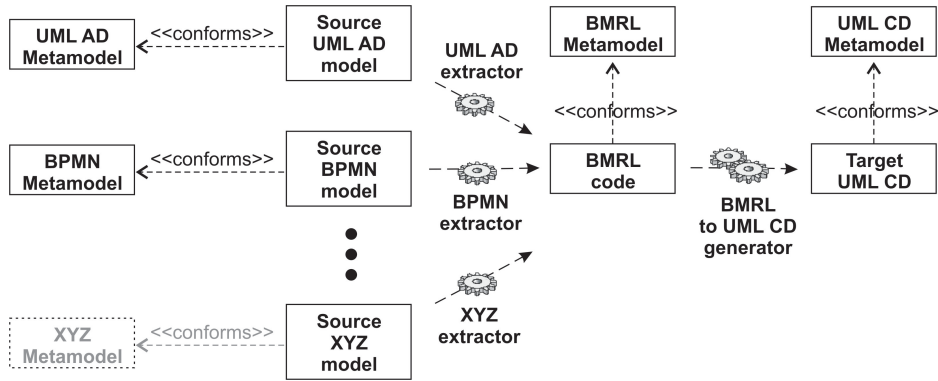 UML AD
Metamodel
<<conforms>>
Source
UML AD
model
UML AD
extractor
BMRL
Metamodel
UML CD
Metamodel
<<conforms>>
<<conforms>>
BPMN
Metamodel
<<conforms>>
Source
BPMN
model
BPMN
extractor
BMRL
code
BMRL
to UML CD
generator
Target
UML CD
XYZ
Metamodel
<<conforms>>
Source
XYZ
model
XYZ
extractor